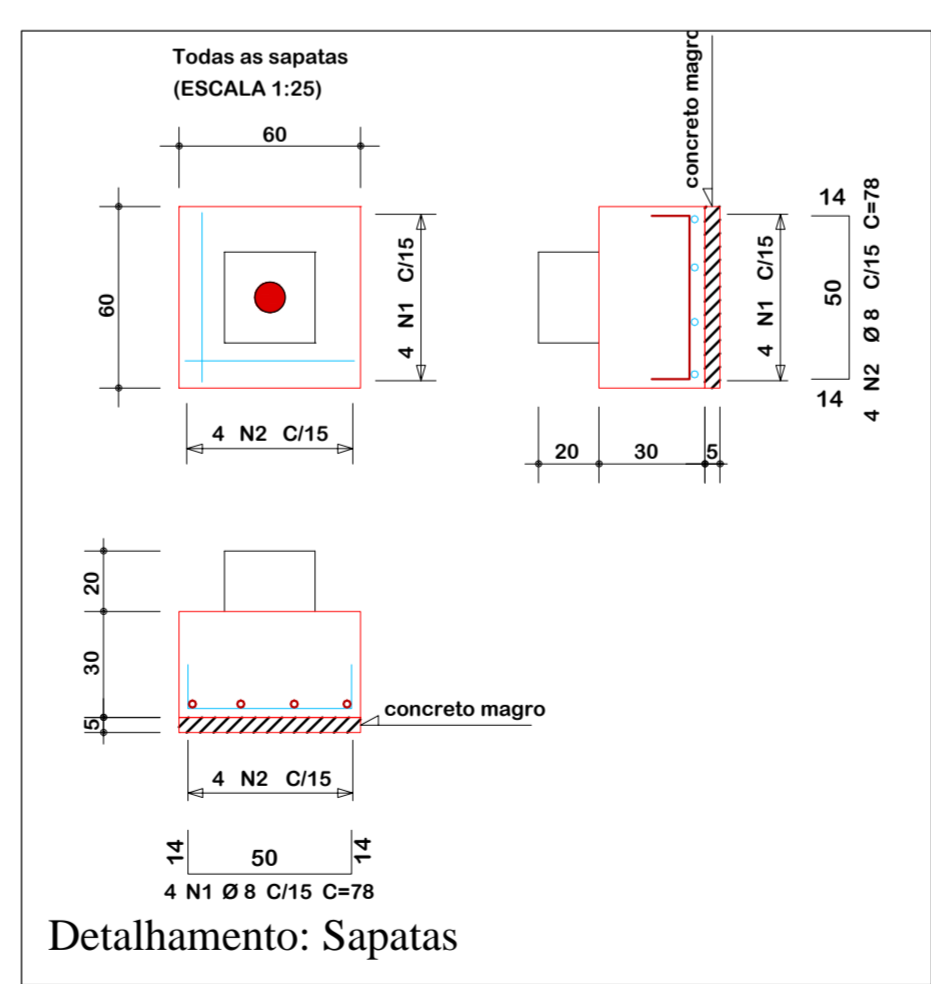 Todas as sapatas
(ESCALA 1:25)
60
60
4 N1 C/15
4 N2 C/15
concreto magro
4 N1 C/15
14
50
14
4 N2 Ø 8 C/15 C=78
20 30 5
20
30
5
concreto magro
4 N2 C/15
14 50 14
4 N1 Ø 8 C/15 C=78
Detalhamento: Sapatas